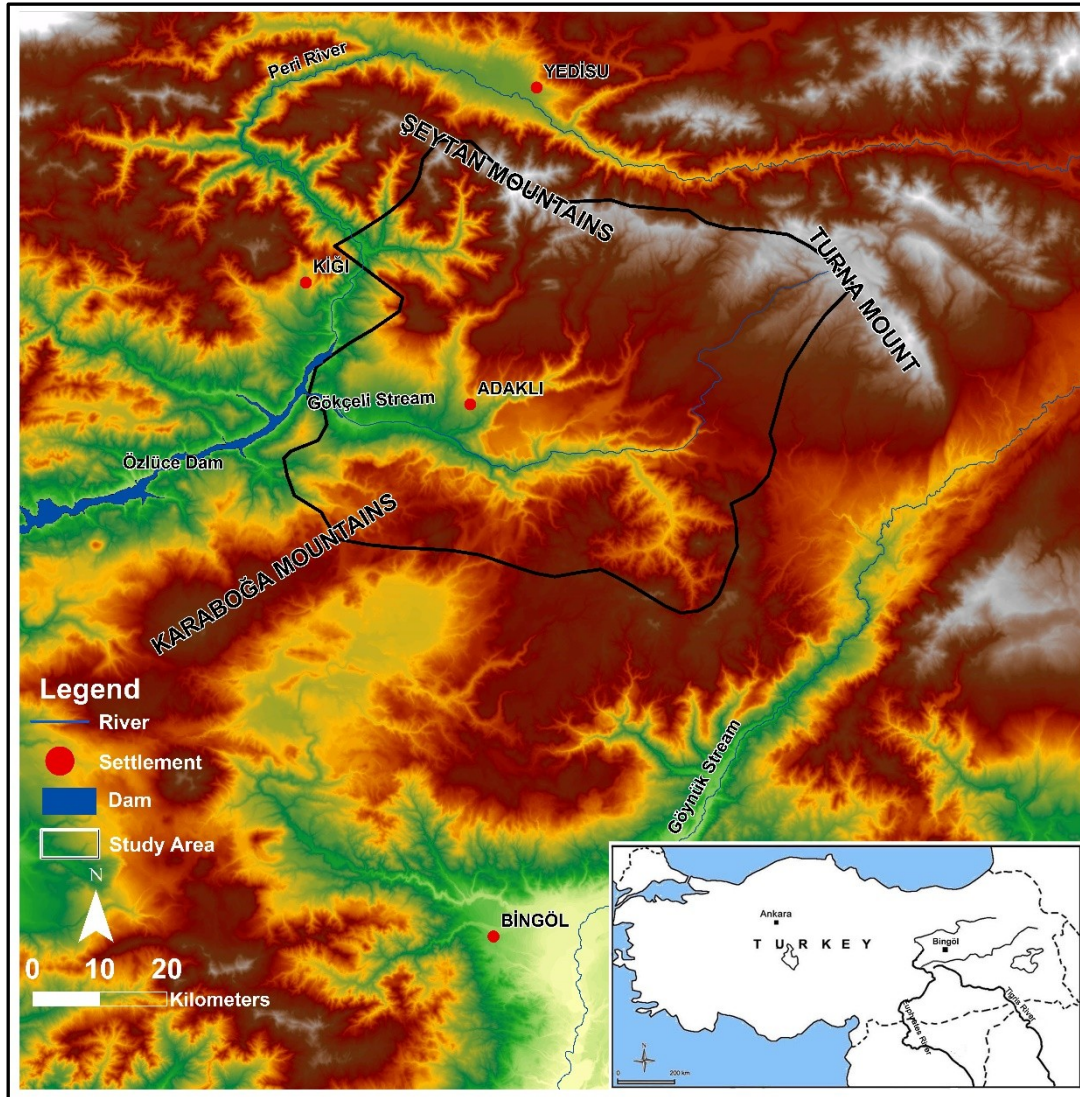 Peri River
YEDİSU
ŞEYTAN MOUNTAINS
TURNA MOUNT
KİĞI
ADAKLI
Gökçeli Stream
Özlüce Dam
KARABOĞA MOUNTAINS
Göynük Stream
BİNGÖL
Legend
River
Settlement
Dam
Study Area
N
0 10 20
Kilometers
Ankara
TURKEY
Bingöl
Euphrates River
Tigris River
N
0 200 km